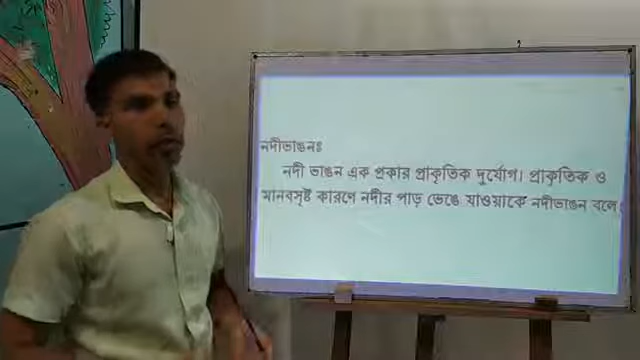 নদীভাঙনঃ
নদী ভাঙন এক প্রকার প্রাকৃতিক দুর্যোগ। প্রাকৃতিক ও
মানবসৃষ্ট কারণে নদীর পাড় ভেঙে যাওয়াকে নদীভাঙন বলে।